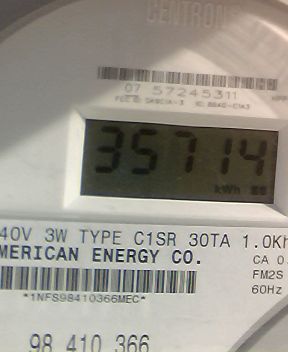 CENTRON
07 57245311
35714
kWh
40V 3W TYPE C1SR 30TA 1.0Kh
MERICAN ENERGY CO.
CA 0.
FM2S
*1NFS98410366MEC*
60Hz
98 410 366